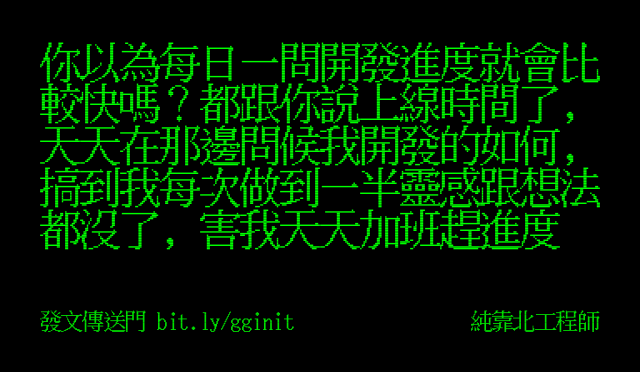 你以為每日一問開發進度就會比
較快嗎？都跟你說上線時間了，
天天在那邊問候我開發的如何，
搞到我每次做到一半靈感跟想法
都沒了，害我天天加班趕進度
發文傳送門 bit.ly/gginit
純靠北工程師